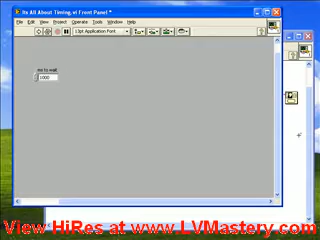 Its All About Timing.vi Front Panel *
File Edit View Project Operate Tools Window Help
13pt Application Font
ms to wait
1000
View HiRes at www.LVMastery.com